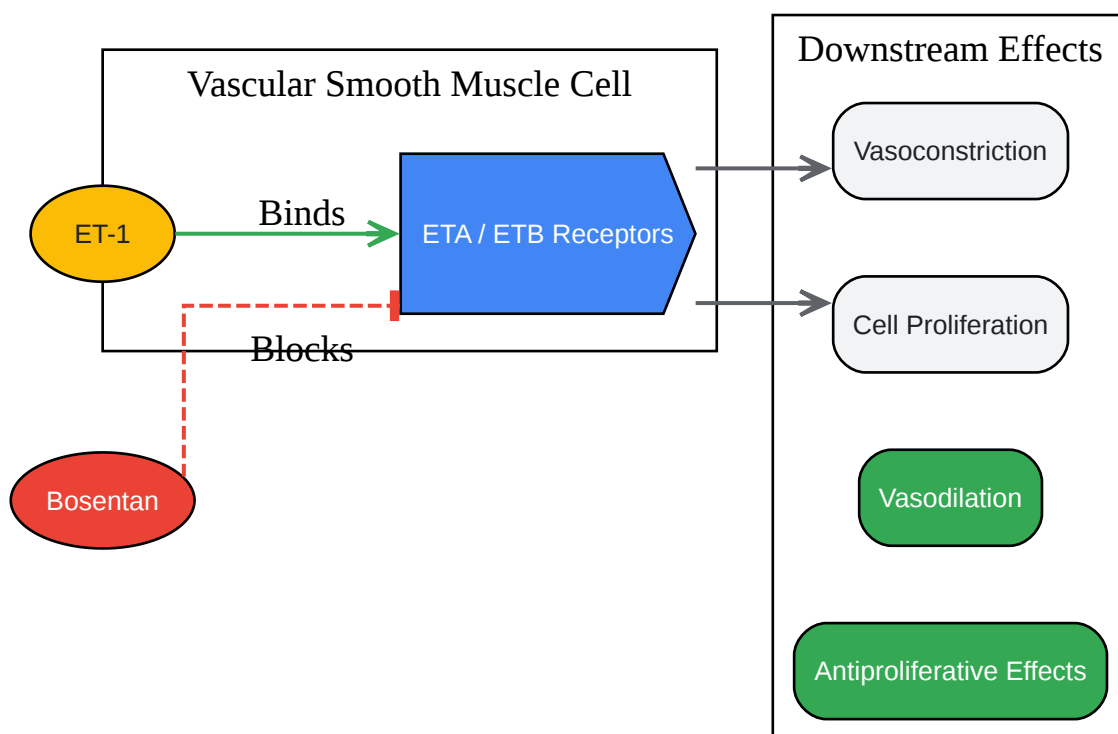 Downstream Effects
Vascular Smooth Muscle Cell
Vasoconstriction
Binds
ET-1
ETA / ETB Receptors
Cell Proliferation
Blocks
Bosentan
Vasodilation
Antiproliferative Effects